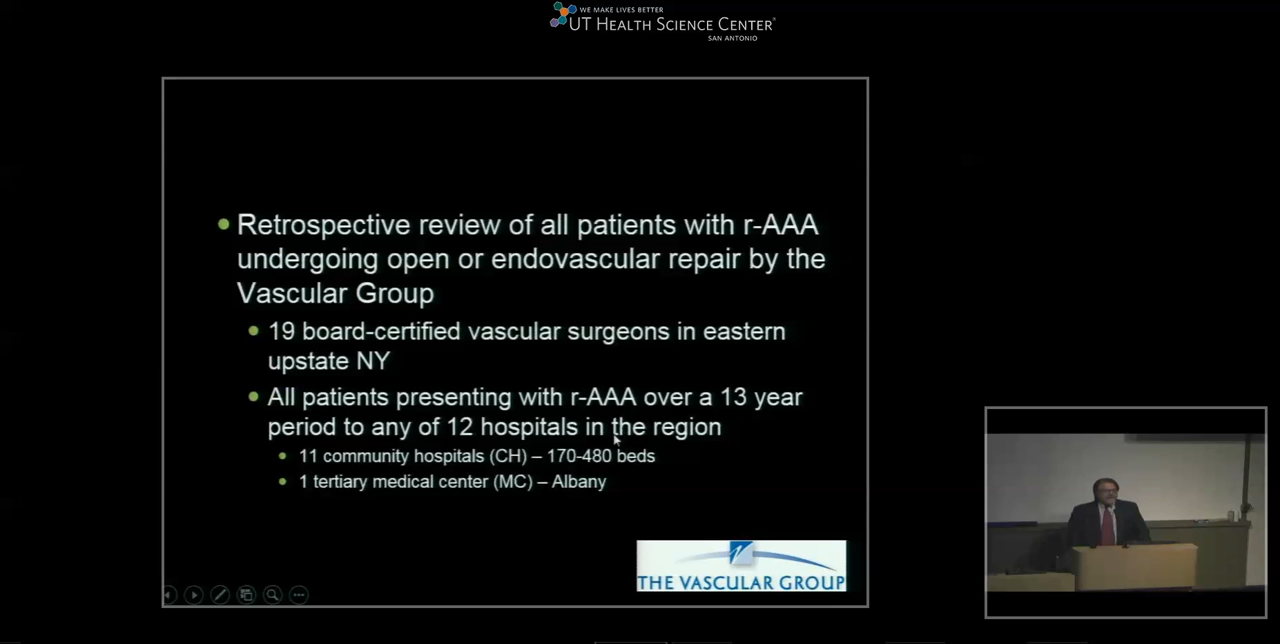 WE MAKE LIVES BETTER
UT HEALTH SCIENCE CENTER®
SAN ANTONIO
Retrospective review of all patients with r-AAA
undergoing open or endovascular repair by the
Vascular Group
19 board-certified vascular surgeons in eastern
upstate NY
All patients presenting with r-AAA over a 13 year
period to any of 12 hospitals in the region
11 community hospitals (CH) – 170-480 beds
1 tertiary medical center (MC) – Albany
THE VASCULAR GROUP